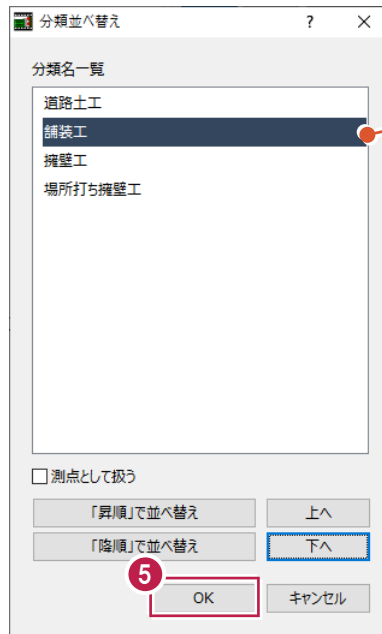 分類並べ替え ? ×
分類名一覧
道路土工
舗装工
擁壁工
場所打ち擁壁工
測点として扱う
「昇順」で並べ替え 上へ
「降順」で並べ替え 下へ
5
OK キャンセル